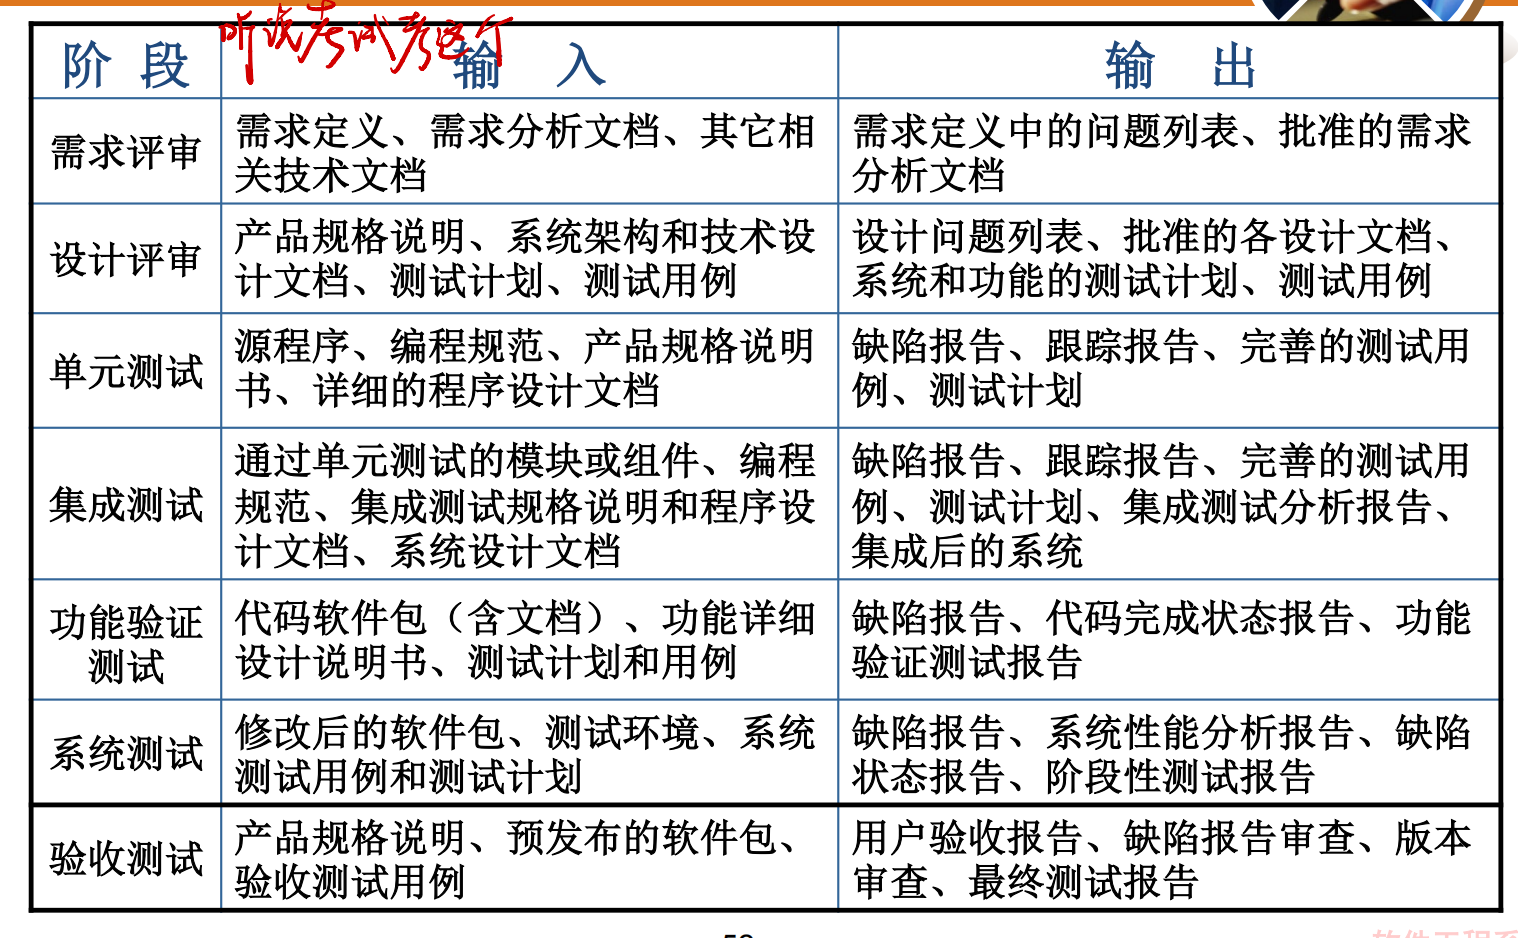 听说考试考这个
阶 段
输 入
输 出
需求评审
需求定义、需求分析文档、其它相
关技术文档
需求定义中的问题列表、批准的需求
分析文档
设计评审
产品规格说明、系统架构和技术设
计文档、测试计划、测试用例
设计问题列表、批准的各设计文档、
系统和功能的测试计划、测试用例
单元测试
源程序、编程规范、产品规格说明
书、详细的程序设计文档
缺陷报告、跟踪报告、完善的测试用
例、测试计划
集成测试
通过单元测试的模块或组件、编程
规范、集成测试规格说明和程序设
计文档、系统设计文档
缺陷报告、跟踪报告、完善的测试用
例、测试计划、集成测试分析报告、
集成后的系统
功能验证
测试
代码软件包（含文档）、功能详细
设计说明书、测试计划和用例
缺陷报告、代码完成状态报告、功能
验证测试报告
系统测试
修改后的软件包、测试环境、系统
测试用例和测试计划
缺陷报告、系统性能分析报告、缺陷
状态报告、阶段性测试报告
验收测试
产品规格说明、预发布的软件包、
验收测试用例
用户验收报告、缺陷报告审查、版本
审查、最终测试报告
软件工程系